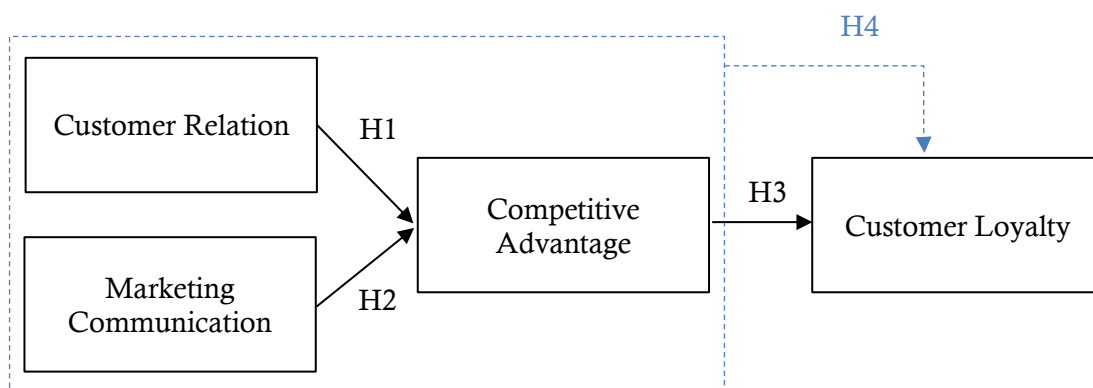 H4
Customer Relation
H1
Competitive
Advantage
H3
Customer Loyalty
Marketing
Communication
H2